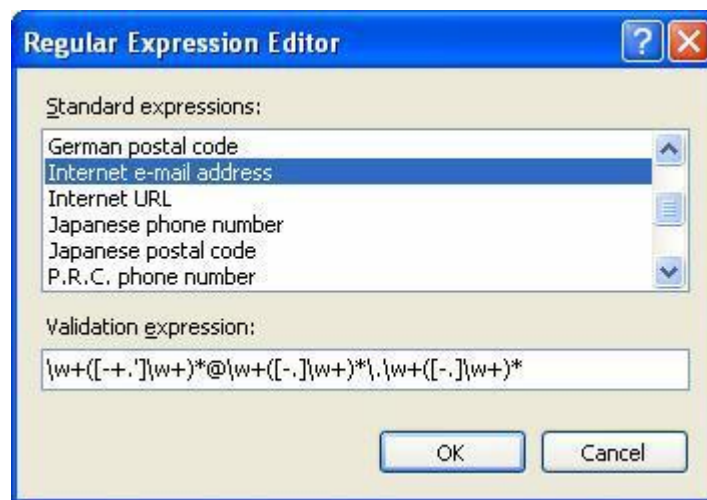 Regular Expression Editor
Standard expressions:
German postal code
Internet e-mail address
Internet URL
Japanese phone number
Japanese postal code
P.R.C. phone number
Validation expression:
\w+([-+.']\w+)*@\w+([-.]\w+)*\.\w+([-.]\w+)*
OK Cancel